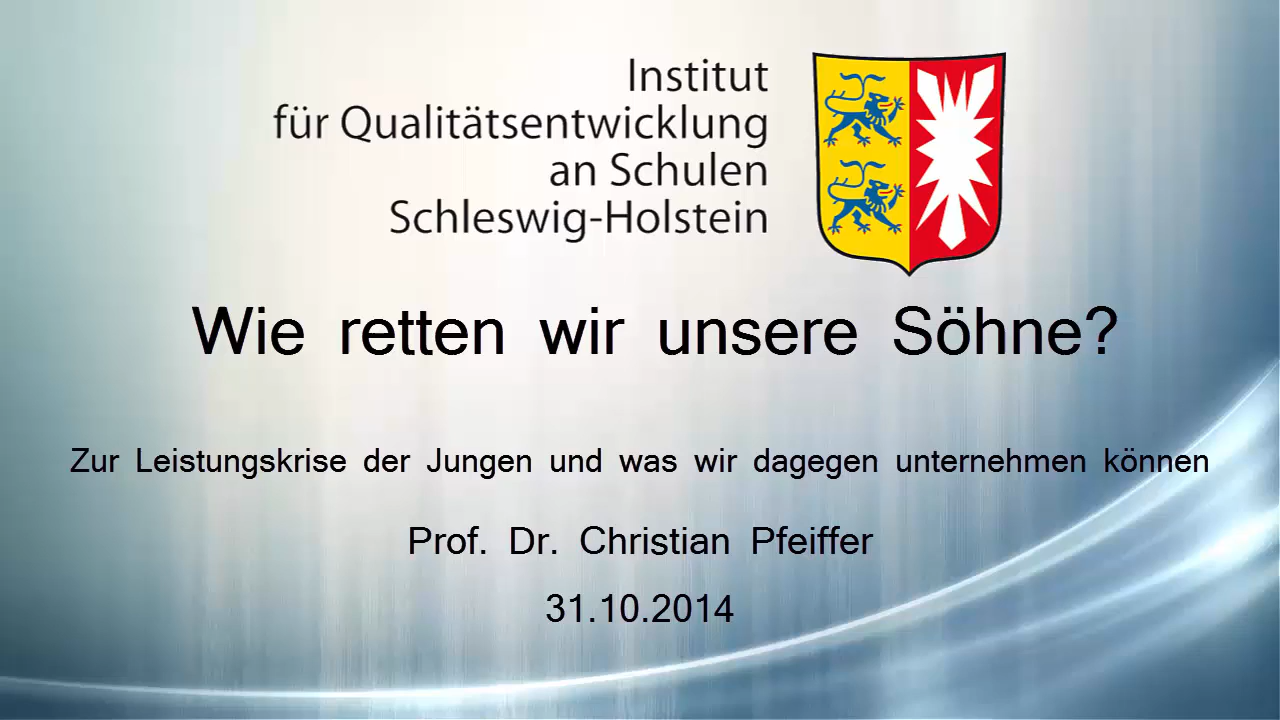 Institut
für Qualitätsentwicklung
an Schulen
Schleswig-Holstein
Wie retten wir unsere Söhne?
Zur Leistungskrise der Jungen und was wir dagegen unternehmen können
Prof. Dr. Christian Pfeiffer
31.10.2014